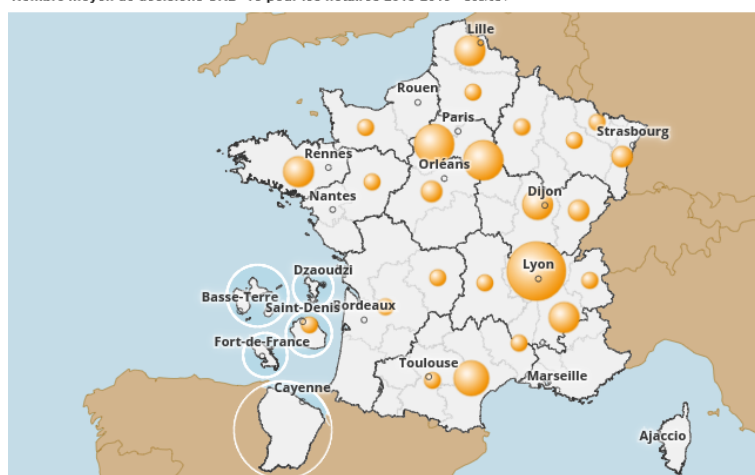 Lille
Rouen
Paris
Strasbourg
Rennes
Orléans
Nantes
Dijon
Lyon
Dzaoudzi
Basse-Terre
Saint-Denis
Bordeaux
Fort-de-France
Toulouse
Marseille
Cayenne
Ajaccio